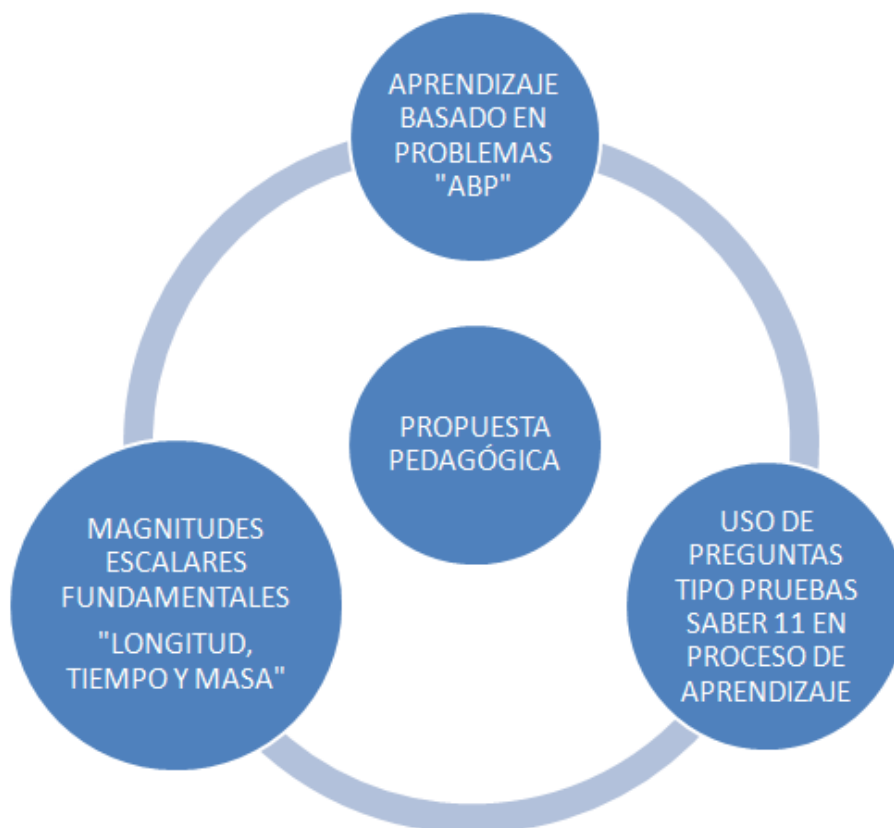 APRENDIZAJE
BASADO EN
PROBLEMAS
"ABP"
PROPUESTA
PEDAGÓGICA
MAGNITUDES
ESCALARES
FUNDAMENTALES
"LONGITUD,
TIEMPO Y MASA"
USO DE
PREGUNTAS
TIPO PRUEBAS
SABER 11 EN
PROCESO DE
APRENDIZAJE